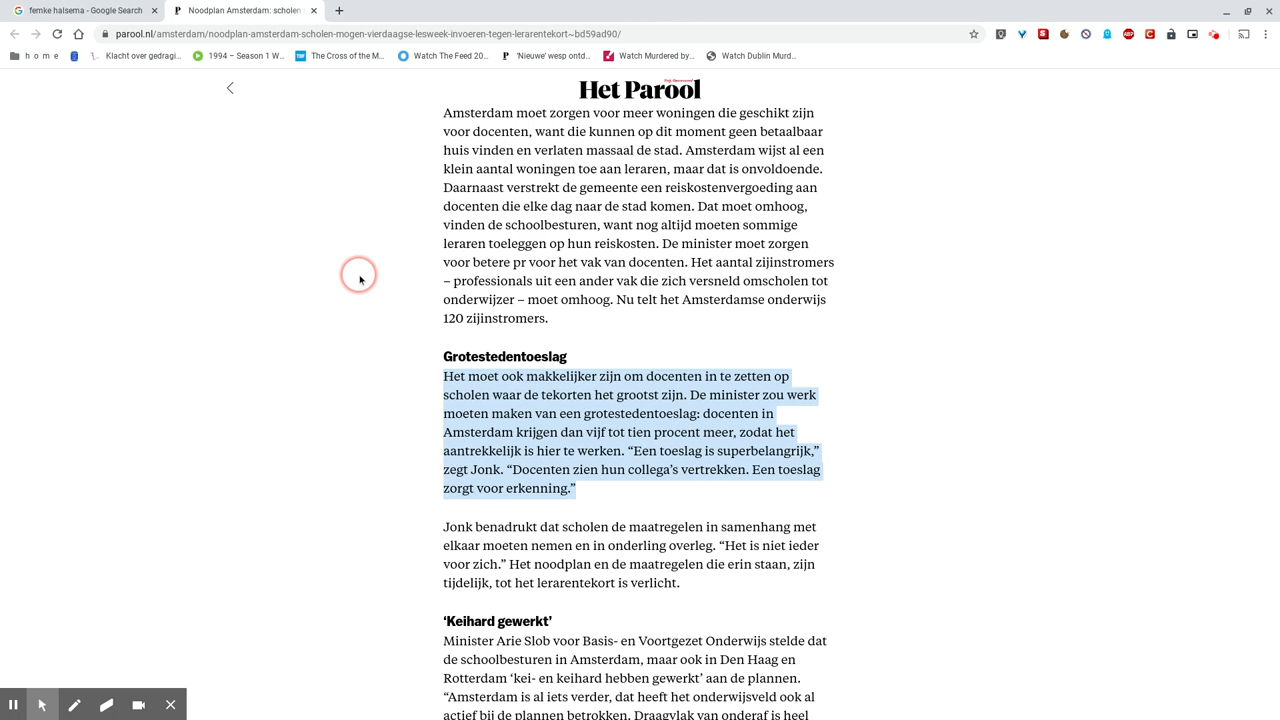 femke halsema - Google Search
Noodplan Amsterdam: scholen
parool.nl/amsterdam/noodplan-amsterdam-scholen-mogen-vierdaagse-lesweek-invoeren-tegen-lerarentekort~bd59ad90/
h o m e
Klacht over gedragi...
1994 – Season 1 W...
The Cross of the M...
Watch The Feed 20...
'Nieuwe' wesp ontd...
Watch Murdered by...
Watch Dublin Murd...
Het Parool
Amsterdam moet zorgen voor meer woningen die geschikt zijn
voor docenten, want die kunnen op dit moment geen betaalbaar
huis vinden en verlaten massaal de stad. Amsterdam wijst al een
klein aantal woningen toe aan leraren, maar dat is onvoldoende.
Daarnaast verstrekt de gemeente een reiskostenvergoeding aan
docenten die elke dag naar de stad komen. Dat moet omhoog,
vinden de schoolbesturen, want nog altijd moeten sommige
leraren toeleggen op hun reiskosten. De minister moet zorgen
voor betere pr voor het vak van docenten. Het aantal zijinstromers
– professionals uit een ander vak die zich versneld omscholen tot
onderwijzer – moet omhoog. Nu telt het Amsterdamse onderwijs
120 zijinstromers.
Grotestedentoeslag
Het moet ook makkelijker zijn om docenten in te zetten op
scholen waar de tekorten het grootst zijn. De minister zou werk
moeten maken van een grotestedentoeslag: docenten in
Amsterdam krijgen dan vijf tot tien procent meer, zodat het
aantrekkelijk is hier te werken. “Een toeslag is superbelangrijk,”
zegt Jonk. “Docenten zien hun collega’s vertrekken. Een toeslag
zorgt voor erkenning.”
Jonk benadrukt dat scholen de maatregelen in samenhang met
elkaar moeten nemen en in onderling overleg. “Het is niet ieder
voor zich.” Het noodplan en de maatregelen die erin staan, zijn
tijdelijk, tot het lerarentekort is verlicht.
‘Keihard gewerkt’
Minister Arie Slob voor Basis- en Voortgezet Onderwijs stelde dat
de schoolbesturen in Amsterdam, maar ook in Den Haag en
Rotterdam ‘kei- en keihard hebben gewerkt’ aan de plannen.
“Amsterdam is al iets verder, dat heeft het onderwijsveld ook al
actief bij de plannen betrokken. Draagvlak van onderaf is heel